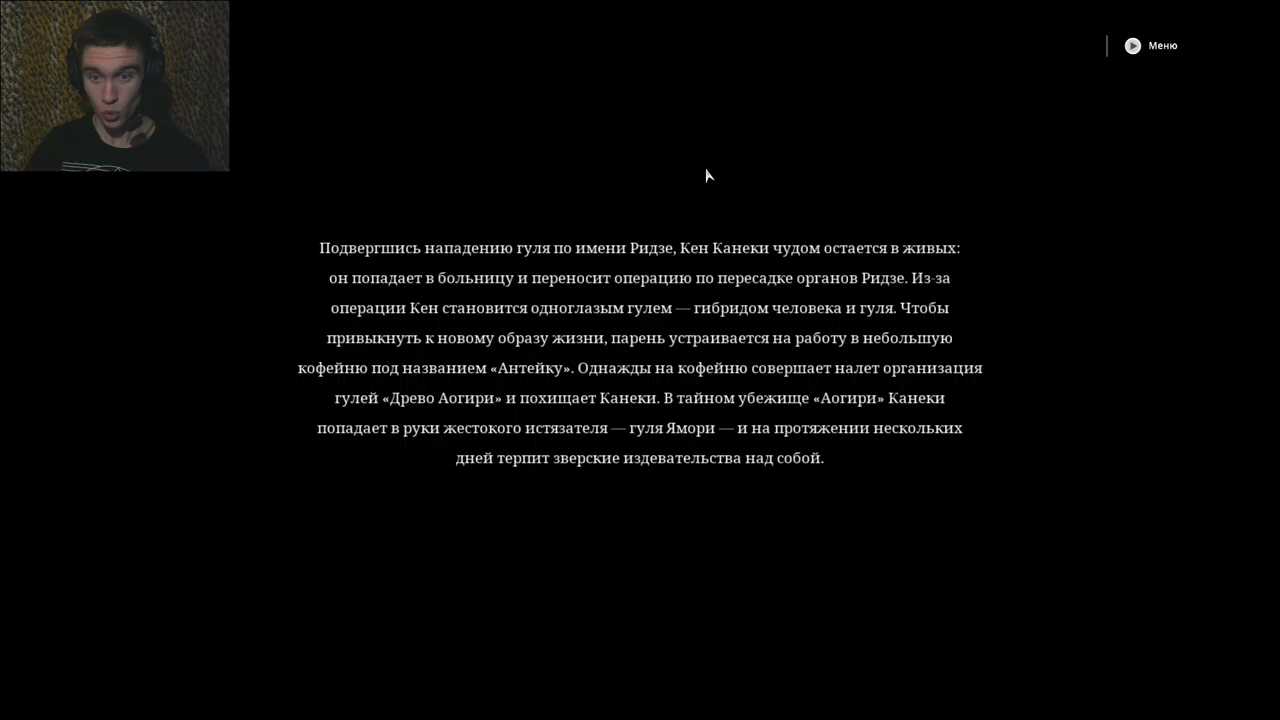 Меню
Подвергшись нападению гуля по имени Ридзе, Кен Канеки чудом остается в живых:
он попадает в больницу и переносит операцию по пересадке органов Ридзе. Из-за
операции Кен становится одноглазым гулем — гибридом человека и гуля. Чтобы
привыкнуть к новому образу жизни, парень устраивается на работу в небольшую
кофейню под названием «Антейку». Однажды на кофейню совершает налет организация
гулей «Древо Аогири» и похищает Канеки. В тайном убежище «Аогири» Канеки
попадает в руки жестокого истязателя — гуля Ямори — и на протяжении нескольких
дней терпит зверские издевательства над собой.